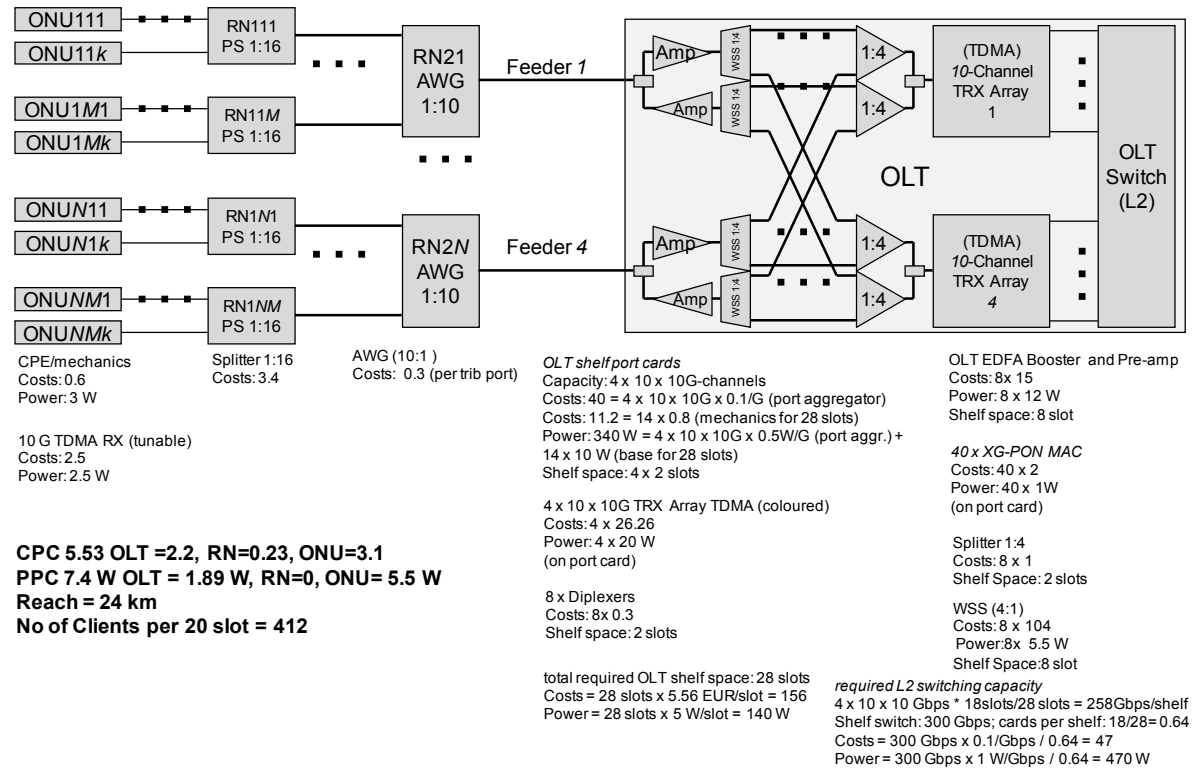 ONU111
ONU11k
RN111
PS 1:16
ONU1M1
ONU1Mk
RN11M
PS 1:16
RN21
AWG
1:10
Feeder 1
ONUN11
ONUN1k
RN1N1
PS 1:16
ONUNM1
ONUNMk
RN1NM
PS 1:16
RN2N
AWG
1:10
Feeder 4
Amp
WSS 1:4
Amp
WSS 1:4
1:4
1:4
(TDMA)
10-Channel
TRX Array
1
OLT
Amp
WSS 1:4
Amp
WSS 1:4
1:4
1:4
(TDMA)
10-Channel
TRX Array
4
OLT
Switch
(L2)
CPE/mechanics
Costs: 0.6
Power: 3 W
10 G TDMA RX (tunable)
Costs: 2.5
Power: 2.5 W
Splitter 1:16
Costs: 3.4
AWG (10:1 )
Costs: 0.3 (per trib port)
CPC 5.53 OLT =2.2, RN=0.23, ONU=3.1
PPC 7.4 W OLT = 1.89 W, RN=0, ONU= 5.5 W
Reach = 24 km
No of Clients per 20 slot = 412
OLT shelf port cards
Capacity: 4 x 10 x 10G-channels
Costs: 40 = 4 x 10 x 10G x 0.1/G (port aggregator)
Costs: 11.2 = 14 x 0.8 (mechanics for 28 slots)
Power: 340 W = 4 x 10 x 10G x 0.5W/G (port aggr.) +
14 x 10 W (base for 28 slots)
Shelf space: 4 x 2 slots
4 x 10 x 10G TRX Array TDMA (coloured)
Costs: 4 x 26.26
Power: 4 x 20 W
(on port card)
8 x Diplexers
Costs: 8x 0.3
Shelf space: 2 slots
total required OLT shelf space: 28 slots
Costs = 28 slots x 5.56 EUR/slot = 156
Power = 28 slots x 5 W/slot = 140 W
OLT EDFA Booster and Pre-amp
Costs: 8x 15
Power: 8 x 12 W
Shelf space: 8 slot
40 x XG-PON MAC
Costs: 40 x 2
Power: 40 x 1W
(on port card)
Splitter 1:4
Costs: 8 x 1
Shelf Space: 2 slots
WSS (4:1)
Costs: 8 x 104
Power:8x 5.5 W
Shelf Space:8 slot
required L2 switching capacity
4 x 10 x 10 Gbps * 18slots/28 slots = 258Gbps/shelf
Shelf switch: 300 Gbps; cards per shelf: 18/28= 0.64
Costs = 300 Gbps x 0.1/Gbps / 0.64 = 47
Power = 300 Gbps x 1 W/Gbps / 0.64 = 470 W